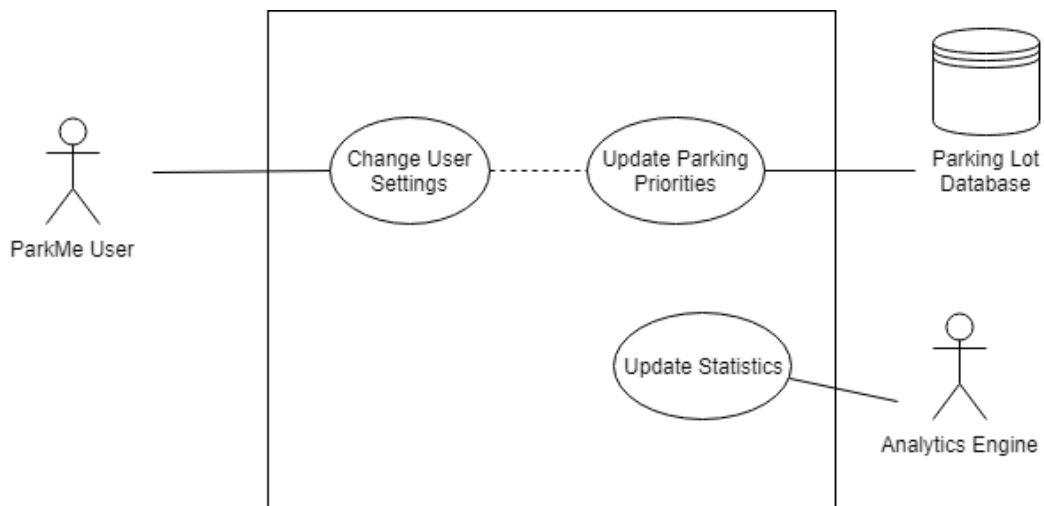 Change User
Settings
Update Parking
Priorities
Parking Lot
Database
ParkMe User
Update Statistics
Analytics Engine